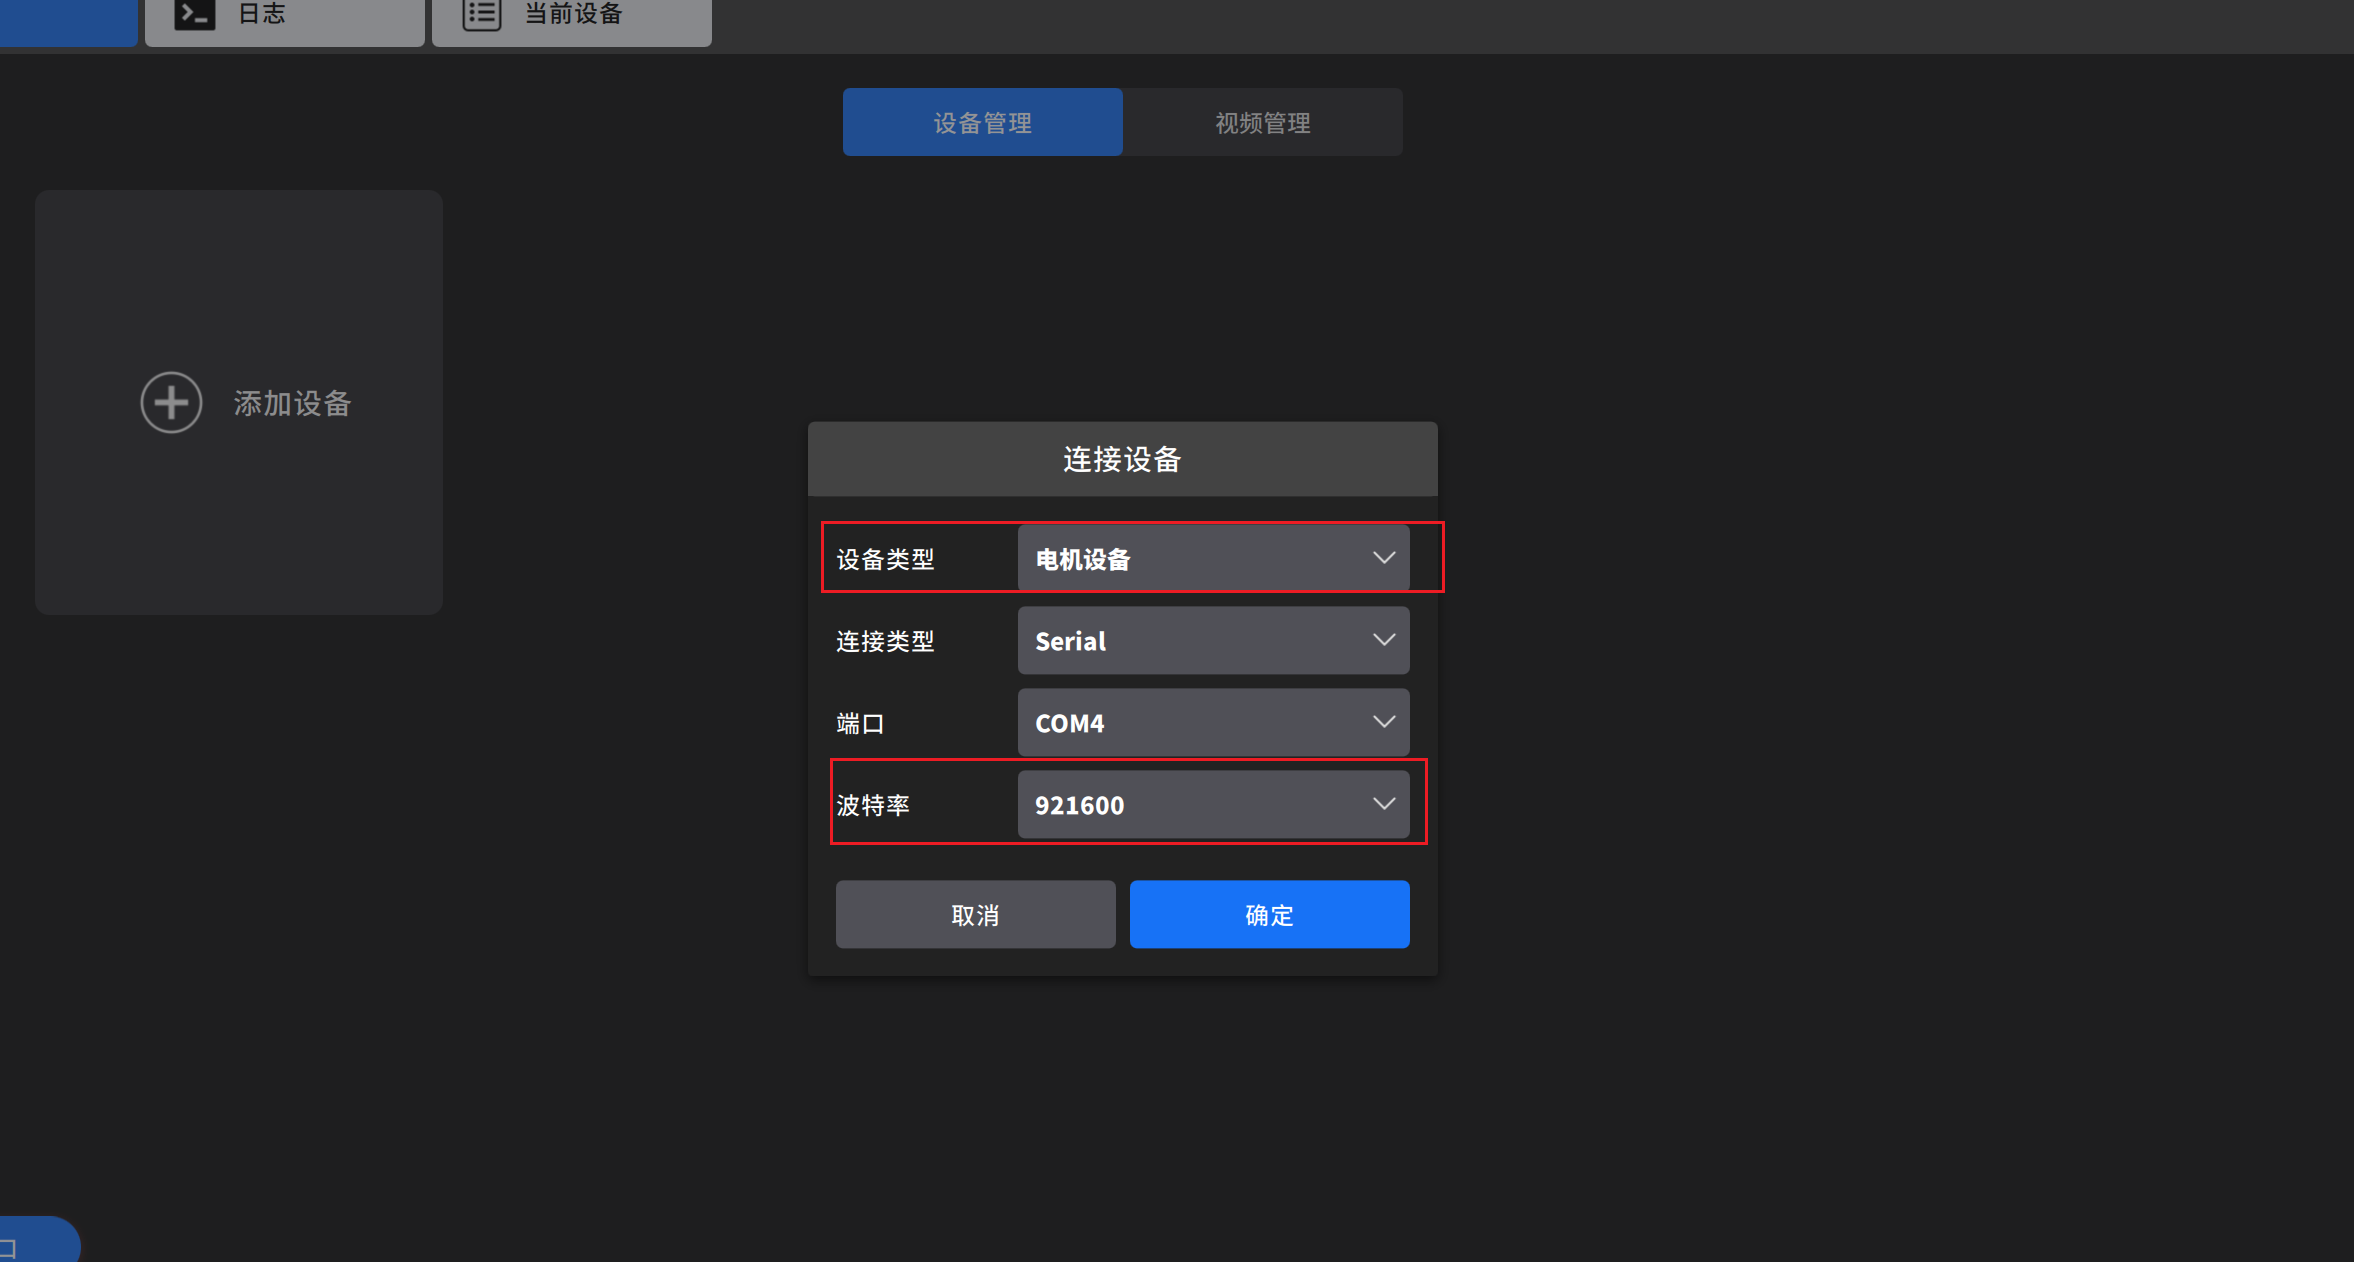 日志
当前设备
设备管理
视频管理
添加设备
连接设备
设备类型
电机设备
连接类型
Serial
端口
COM4
波特率
921600
取消
确定
口